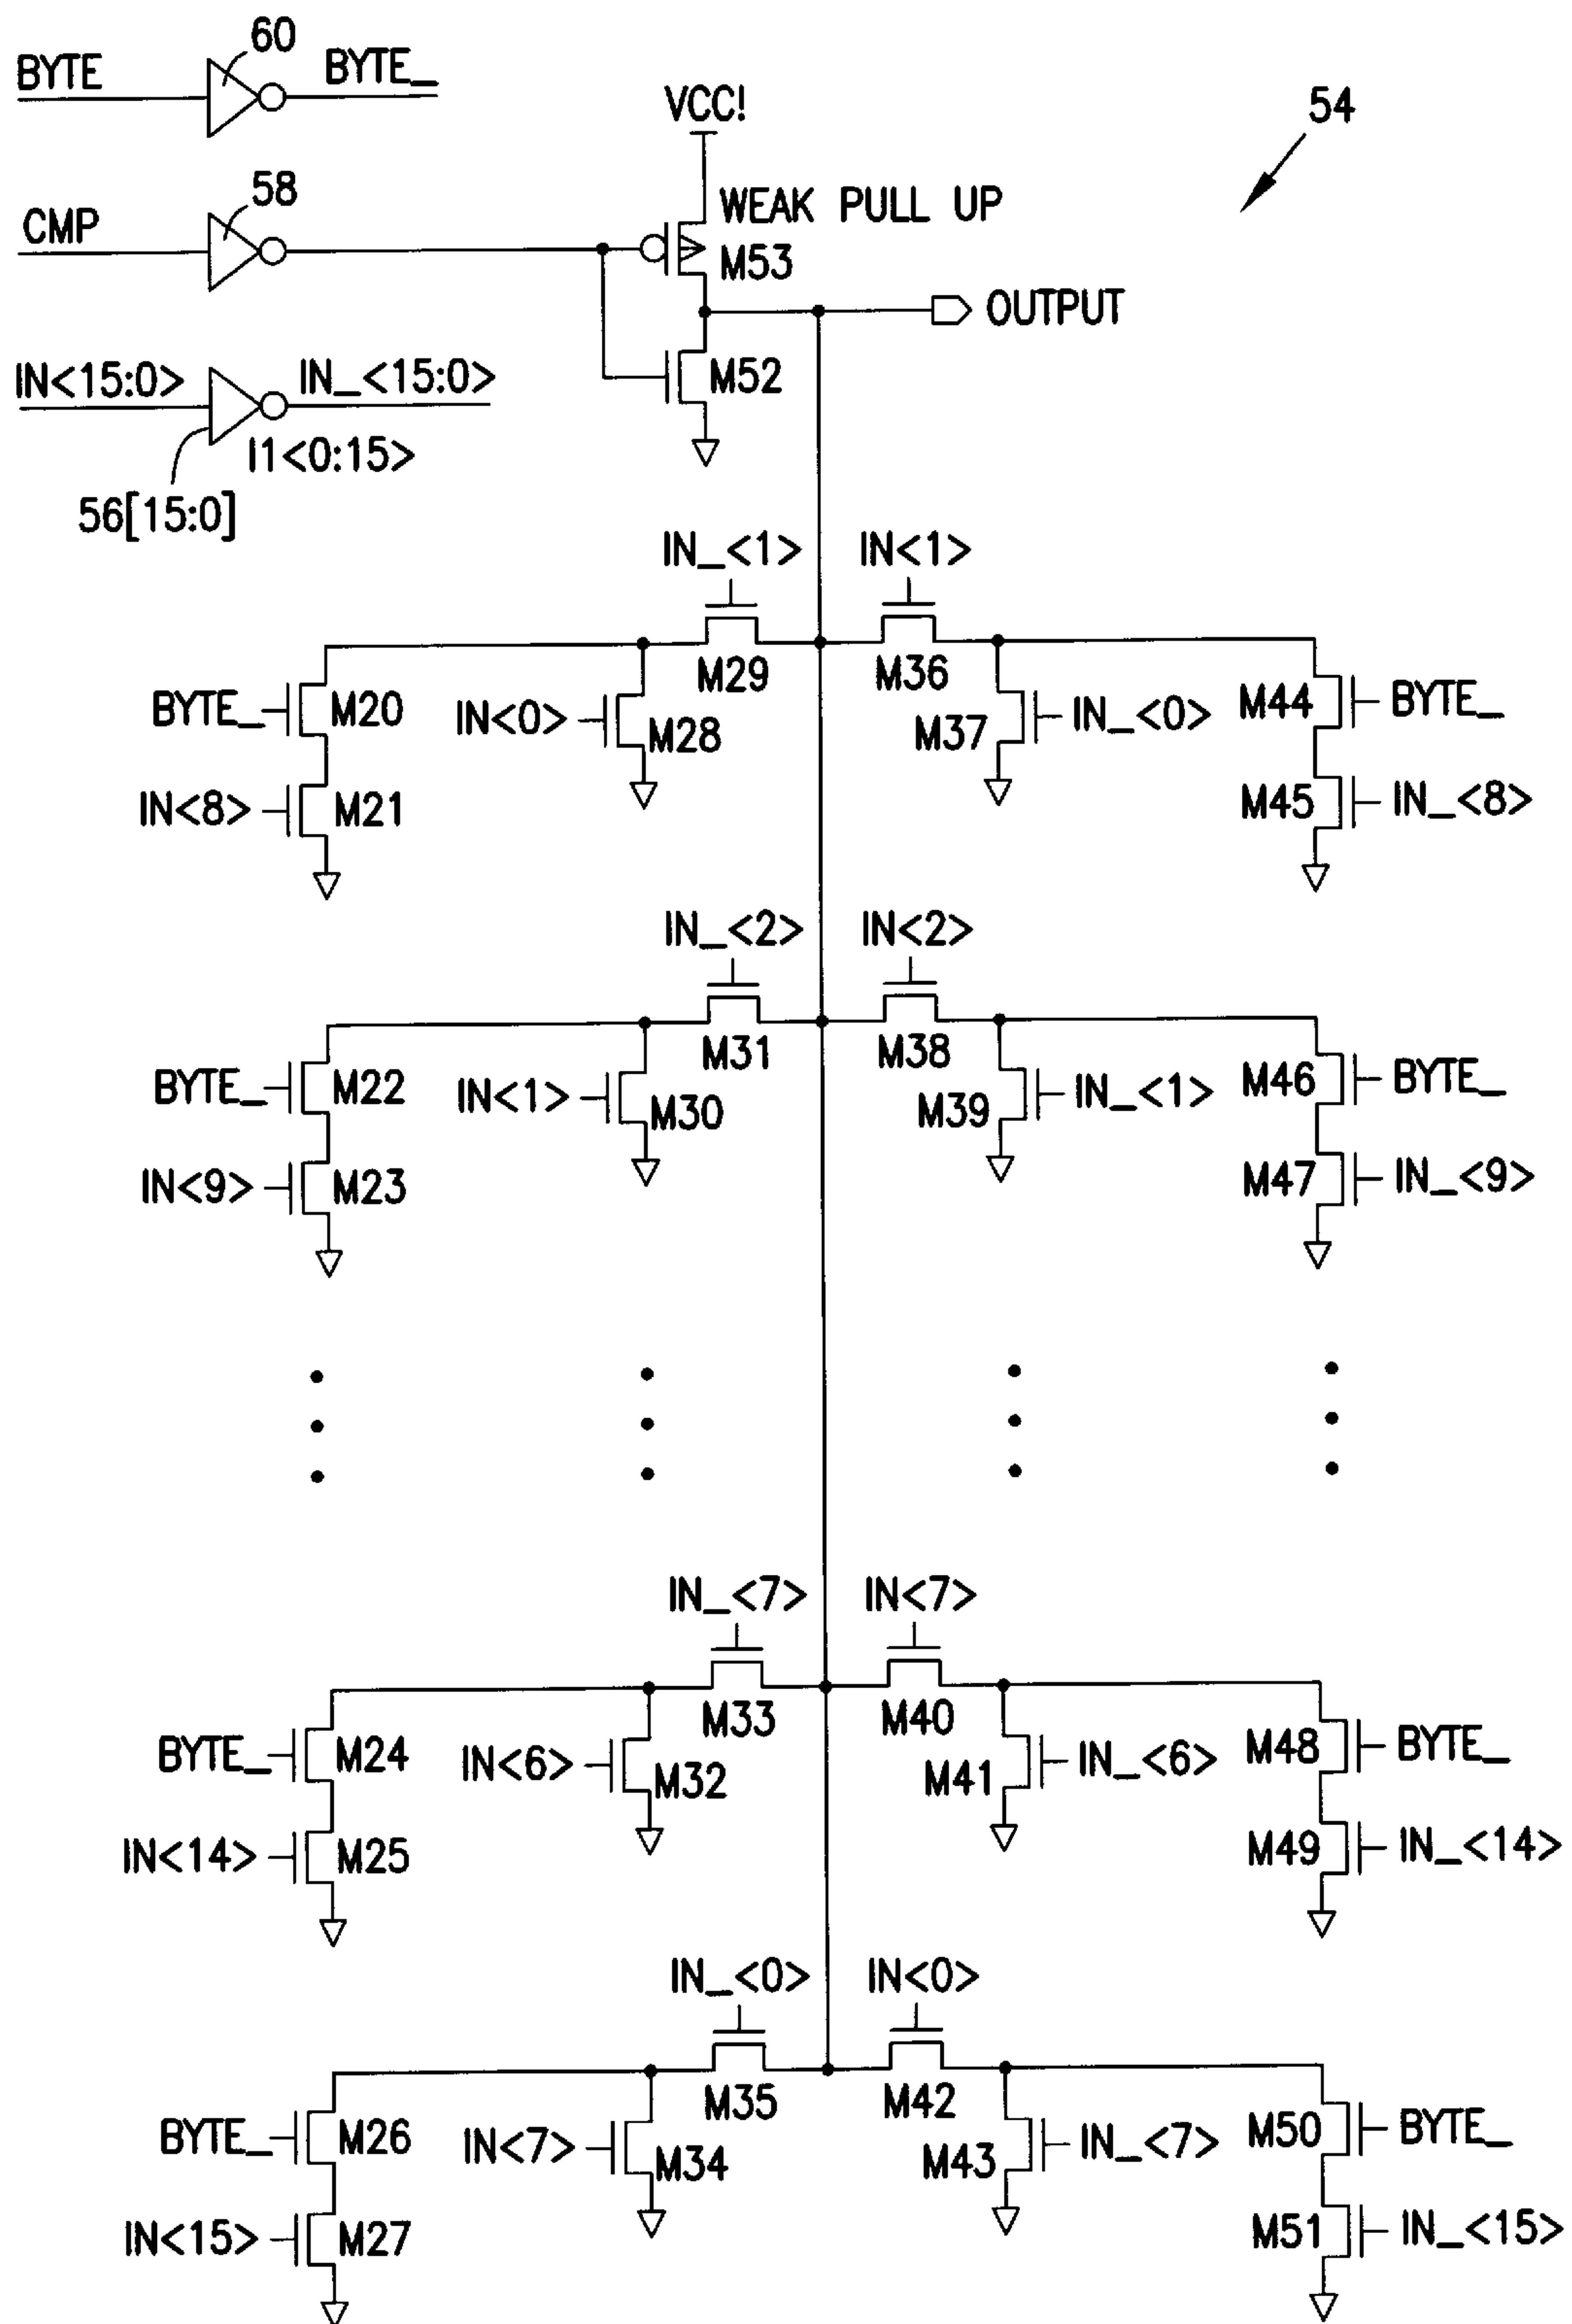 60
BYTE
BYTE_
VCC!
54
58
CMP
WEAK PULL UP
M53
OUTPUT
IN<15:0>
IN_<15:0>
M52
I1<0:15>
56[15:0]
IN_<1>
IN<1>
M29
M36
BYTE_
M20
IN<0>
M28
M37
IN_<0>
M44
BYTE_
IN<8>
M21
M45
IN_<8>
IN_<2>
IN<2>
M31
M38
BYTE_
M22
IN<1>
M30
M39
IN_<1>
M46
BYTE_
IN<9>
M23
M47
IN_<9>
IN_<7>
IN<7>
M33
M40
BYTE_
M24
IN<6>
M32
M41
IN_<6>
M48
BYTE_
IN<14>
M25
M49
IN_<14>
IN_<0>
IN<0>
M35
M42
BYTE_
M26
IN<7>
M34
M43
IN_<7>
M50
BYTE_
IN<15>
M27
M51
IN_<15>